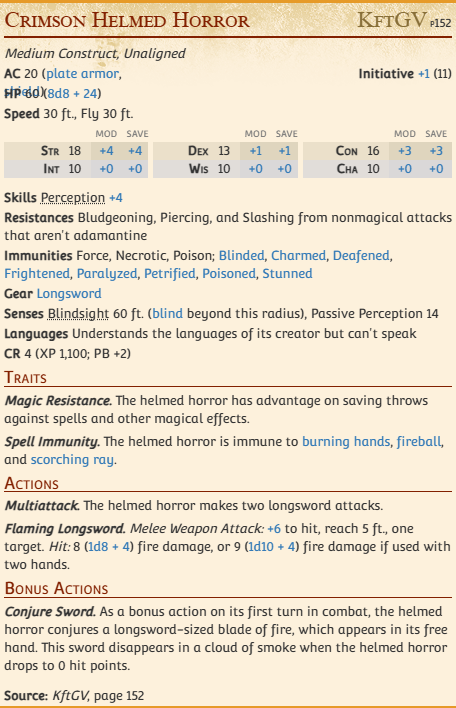 Crimson Helmed Horror KftGV p152
Medium Construct, Unaligned
AC 20 (plate armor, shield) Initiative +1 (11)
HP 60 (8d8 + 24)
Speed 30 ft., Fly 30 ft.
MOD SAVE MOD SAVE MOD SAVE
Str 18 +4 +4 Dex 13 +1 +1 Con 16 +3 +3
Int 10 +0 +0 Wis 10 +0 +0 Cha 10 +0 +0
Skills Perception +4
Resistances Bludgeoning, Piercing, and Slashing from nonmagical attacks
that aren't adamantine
Immunities Force, Necrotic, Poison; Blinded, Charmed, Deafened,
Frightened, Paralyzed, Petrified, Poisoned, Stunned
Gear Longsword
Senses Blindsight 60 ft. (blind beyond this radius), Passive Perception 14
Languages Understands the languages of its creator but can't speak
CR 4 (XP 1,100; PB +2)
Traits
Magic Resistance. The helmed horror has advantage on saving throws
against spells and other magical effects.
Spell Immunity. The helmed horror is immune to burning hands, fireball,
and scorching ray.
Actions
Multiattack. The helmed horror makes two longsword attacks.
Flaming Longsword. Melee Weapon Attack: +6 to hit, reach 5 ft., one
target. Hit: 8 (1d8 + 4) fire damage, or 9 (1d10 + 4) fire damage if used with
two hands.
Bonus Actions
Conjure Sword. As a bonus action on its first turn in combat, the helmed
horror conjures a longsword-sized blade of fire, which appears in its free
hand. This sword disappears in a cloud of smoke when the helmed horror
drops to 0 hit points.
Source: KftGV, page 152